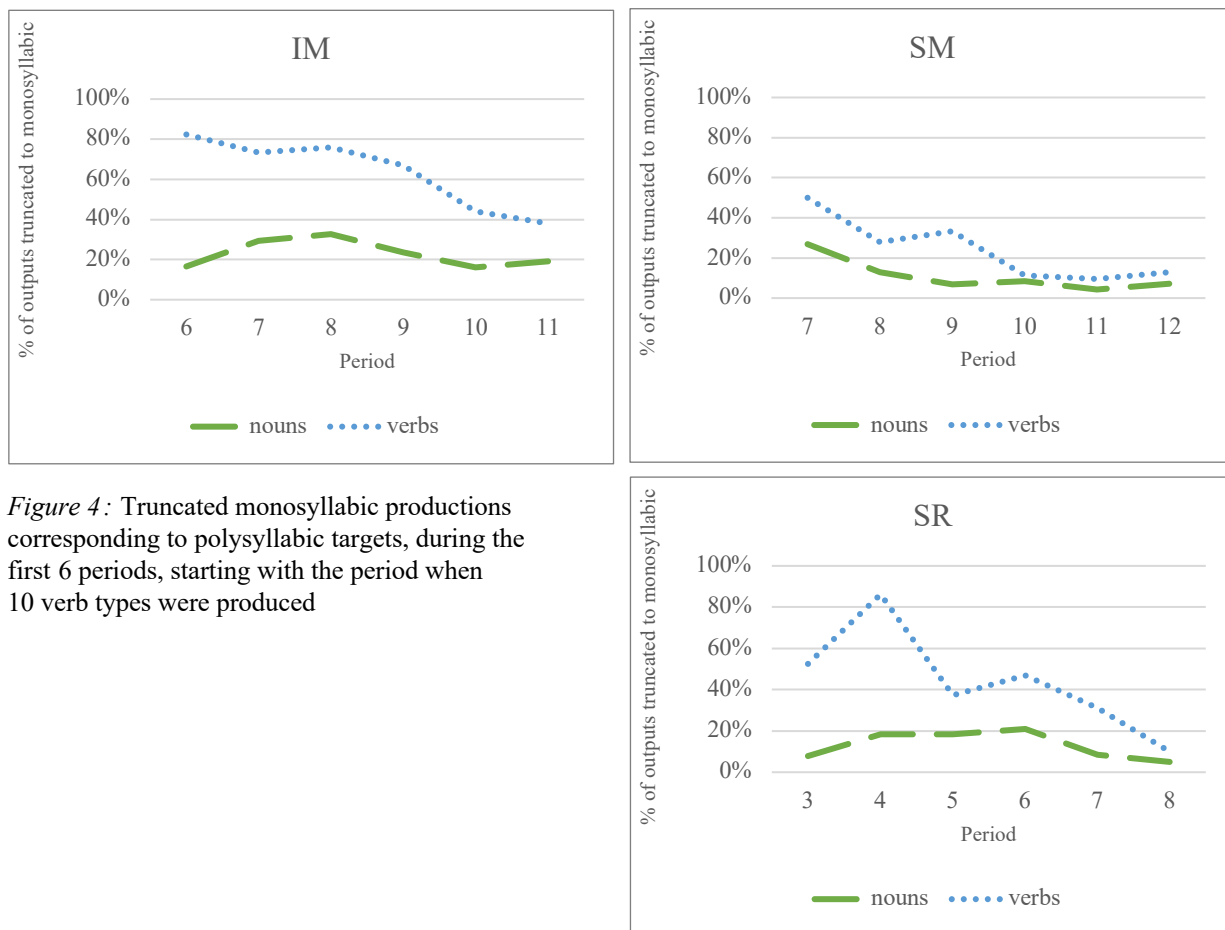 IM
% of outputs truncated to monosyllabic
100%
80%
60%
40%
20%
0%
6 7 8 9 10 11
Period
nouns verbs
SM
% of outputs truncated to monosyllabic
100%
80%
60%
40%
20%
0%
7 8 9 10 11 12
Period
nouns verbs
Figure 4: Truncated monosyllabic productions
corresponding to polysyllabic targets, during the
first 6 periods, starting with the period when
10 verb types were produced
SR
% of outputs truncated to monosyllabic
100%
80%
60%
40%
20%
0%
3 4 5 6 7 8
Period
nouns verbs